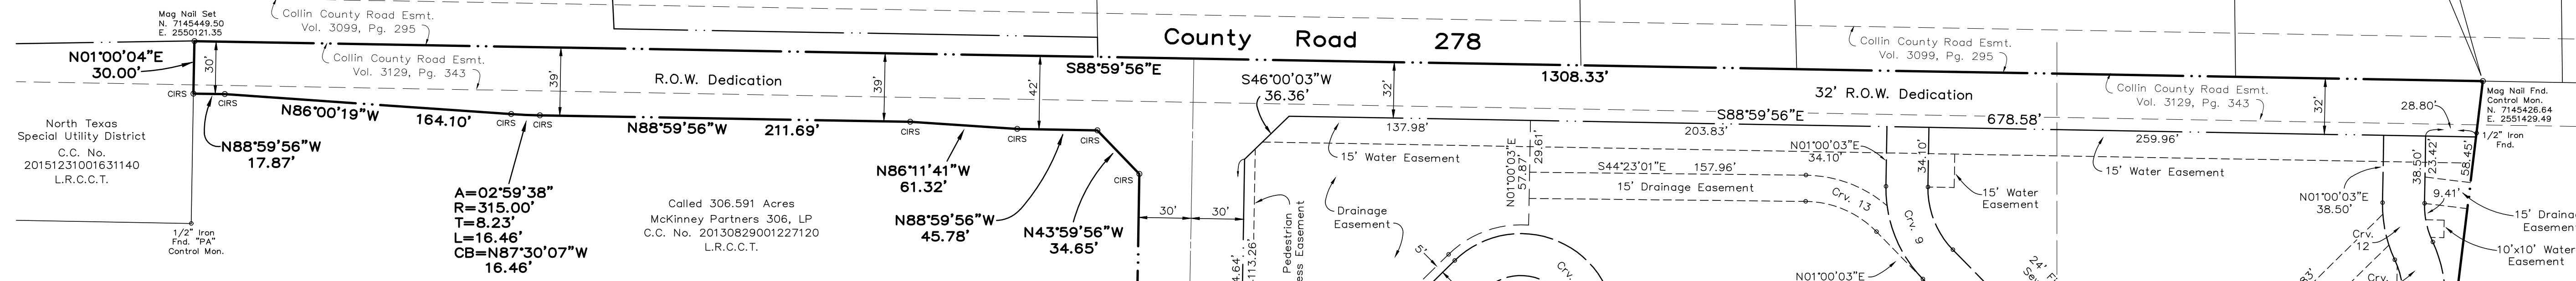 Mag Nail Set
N. 7145449.50
E. 2550121.35
Collin County Road Esmt.
Vol. 3099, Pg. 295
N01°00'04"E
30.00'
30'
Collin County Road Esmt.
Vol. 3129, Pg. 343
39'
R.O.W. Dedication
39'
42'
County Road 278
S88°59'56"E
1308.33'
S46°00'03"W
36.36'
32'
Collin County Road Esmt.
Vol. 3099, Pg. 295
32' R.O.W. Dedication
Collin County Road Esmt.
Vol. 3129, Pg. 343
32'
28.80'
Mag Nail Fnd.
Control Mon.
N. 7145426.64
E. 2551429.49
1/2" Iron
Fnd.
CIRS
CIRS
N86°00'19"W
164.10'
CIRS
CIRS
N88°59'56"W
211.69'
CIRS
CIRS
CIRS
CIRS
North Texas
Special Utility District
C.C. No.
20151231001631140
L.R.C.C.T.
N88°59'56"W
17.87'
1/2" Iron
Fnd. "PA"
Control Mon.
A=02°59'38"
R=315.00'
T=8.23'
L=16.46'
CB=N87°30'07"W
16.46'
Called 306.591 Acres
McKinney Partners 306, LP
C.C. No. 20130829001227120
L.R.C.C.T.
N86°11'41"W
61.32'
N88°59'56"W
45.78'
N43°59'56"W
34.65'
30'
30'
4.64'
113.26'
Pedestrian
ess Easement
137.98'
15' Water Easement
Drainage
Easement
5'
N01°00'03"E
57.87'
29.61'
S88°59'56"E
678.58'
203.83'
S44°23'01"E 157.96'
15' Drainage Easement
Crv.
N01°00'03"E
34.10'
Crv. 13
Crv. 9
34.10'
N01°00'03"E
15' Water
Easement
24' F
Se
259.96'
15' Water Easement
N01°00'03"E
38.50'
38.50'
23.42'
58.45'
9.41'
15' Draina
Easemen
10'x10' Water
Easement
Crv.
12
Crv.
83'